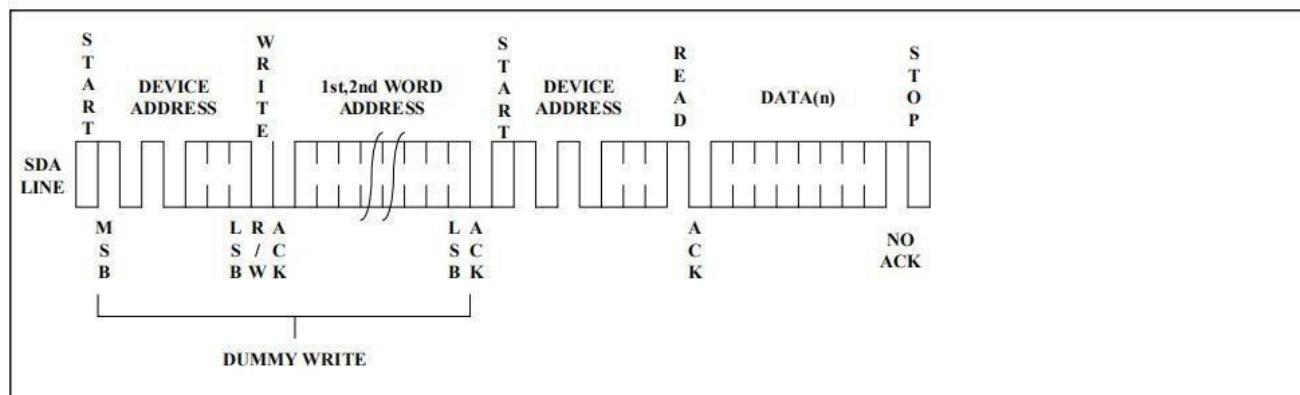 START
WRITE
START
READ
STOP
DEVICE
ADDRESS
1st,2nd WORD
ADDRESS
DEVICE
ADDRESS
DATA(n)
SDA
LINE
MSB
LSB
R/W
ACK
LSB
ACK
ACK
NO
ACK
DUMMY WRITE